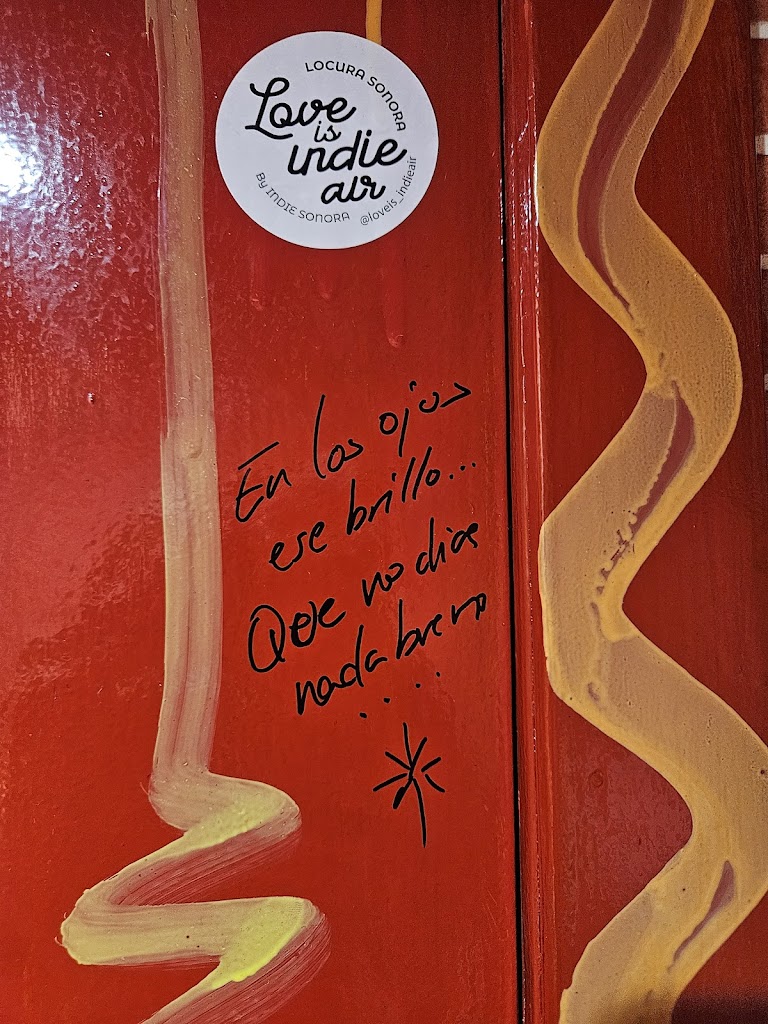 LOCURA SONORA
Love
is
indie
air
By INDIE SONORA
@loveis_indieair
En los ojos
ese brillo...
Que no dice
nada bueno
....